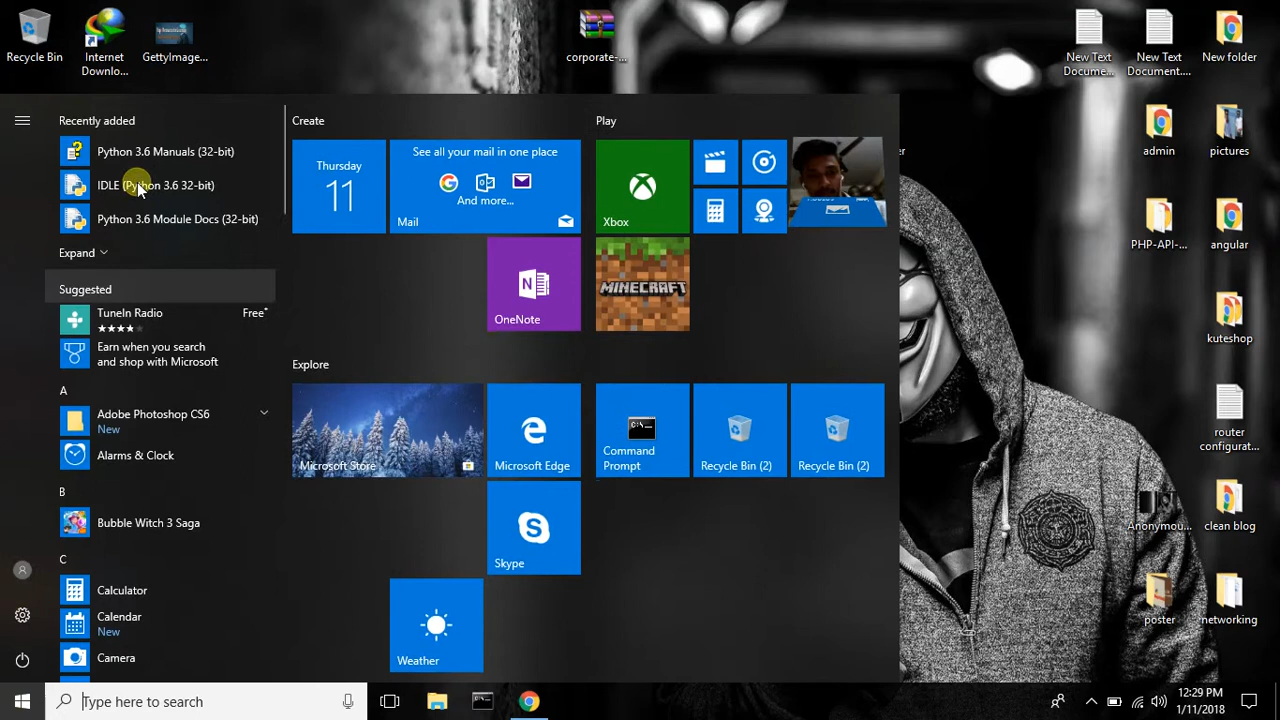 Recycle Bin
Internet
Downlo...
GettyImage...
corporate-...
New Text
Docume...
New Text
Document....
New folder
Recently added
Python 3.6 Manuals (32-bit)
IDLE (Python 3.6 32-bit)
Python 3.6 Module Docs (32-bit)
Expand
Suggested
TuneIn Radio
Free*
Earn when you search
and shop with Microsoft
A
Adobe Photoshop CS6
New
Alarms & Clock
B
Bubble Witch 3 Saga
C
Calculator
Calendar
New
Camera
Create
Thursday
11
See all your mail in one place
And more...
Mail
OneNote
Explore
Microsoft Store
Microsoft Edge
Skype
Weather
Play
Xbox
MINECRAFT
C:\_
Command
Prompt
Recycle Bin (2)
Recycle Bin (2)
admin
pictures
PHP-API-...
angular
kuteshop
router
configurat...
Anonymou...
clean blog
poster
networking
Type here to search
12:29 PM
1/11/2018